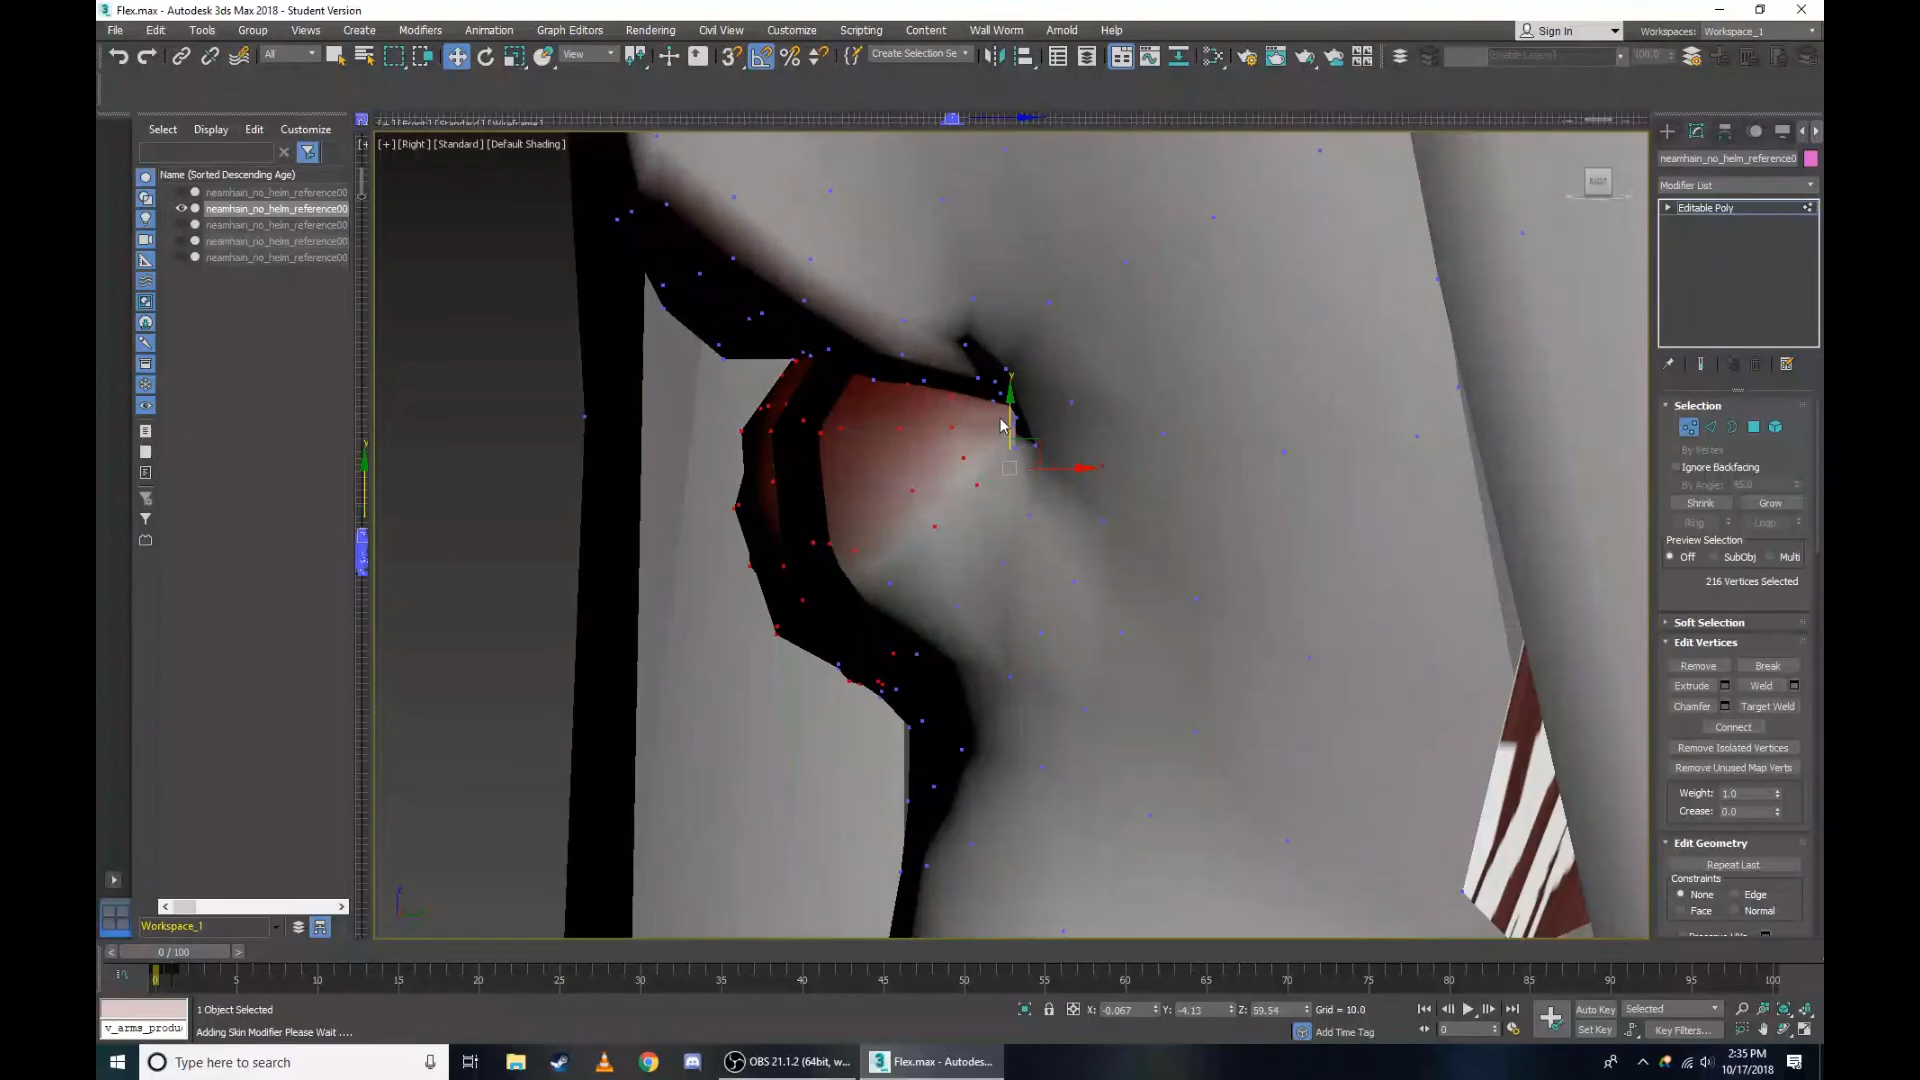 Flex.max - Autodesk 3ds Max 2018 - Student Version
File Edit Tools Group Views Create Modifiers Animation Graph Editors Rendering Civil View Customize Scripting Content Wall Worm Arnold Help
Sign In Workspaces: Workspace_1
All View Create Selection Se
100.0
Select Display Edit Customize
[+][Right] [Standard] [Default Shading]
RIGHT
Name (Sorted Descending Age)
neamhain_no_helm_reference00
neamhain_no_helm_reference00
neamhain_no_helm_reference00
neamhain_no_helm_reference00
neamhain_no_helm_reference00
neamhain_no_helm_reference0
Modifier List
Editable Poly
Selection
By Vertex
Ignore Backfacing
By Angle: 45.0
Shrink Grow
Ring Loop
Preview Selection
Off SubObj Multi
216 Vertices Selected
Soft Selection
Edit Vertices
Remove Break
Extrude Weld
Chamfer Target Weld
Connect
Remove Isolated Vertices
Remove Unused Map Verts
Weight: 1.0
Crease: 0.0
Edit Geometry
Repeat Last
Constraints
None Edge
Face Normal
y
x
z
Workspace_1
0 / 100
0 5 10 15 20 25 30 35 40 45 50 55 60 65 70 75 80 85 90 95 100
1 Object Selected
X: -0.067 Y: -4.13 Z: 59.54 Grid = 10.0
Auto Key Selected
v_arms_produ
Adding Skin Modifier Please Wait ....
Add Time Tag
0
Set Key Key Filters...
Type here to search
OBS 21.1.2 (64bit, w...
Flex.max - Autodes...
2:35 PM
10/17/2018